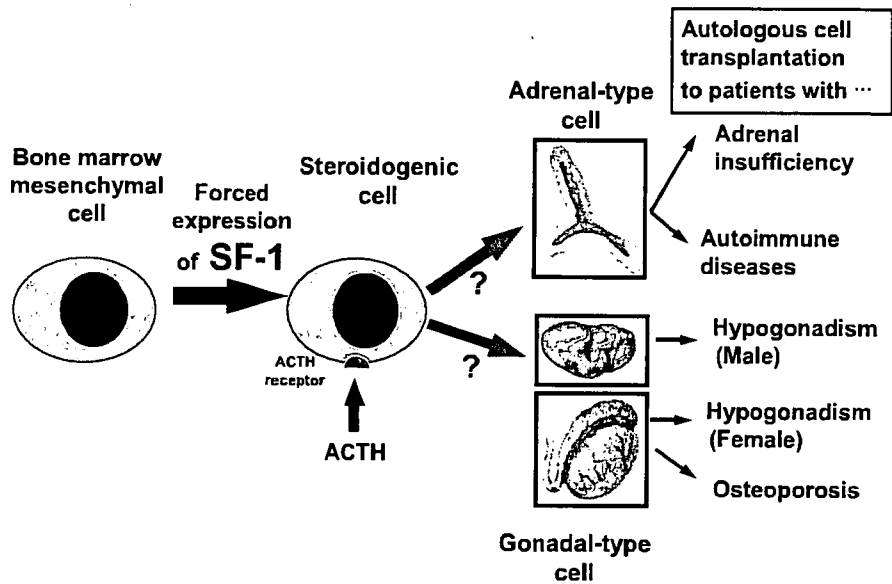 Bone marrow
mesenchymal
cell
Forced
expression
of SF-1
Steroidogenic
cell
ACTH
receptor
ACTH
?
?
Adrenal-type
cell
Gonadal-type
cell
Autologous cell
transplantation
to patients with ···
Adrenal
insufficiency
Autoimmune
diseases
Hypogonadism
(Male)
Hypogonadism
(Female)
Osteoporosis